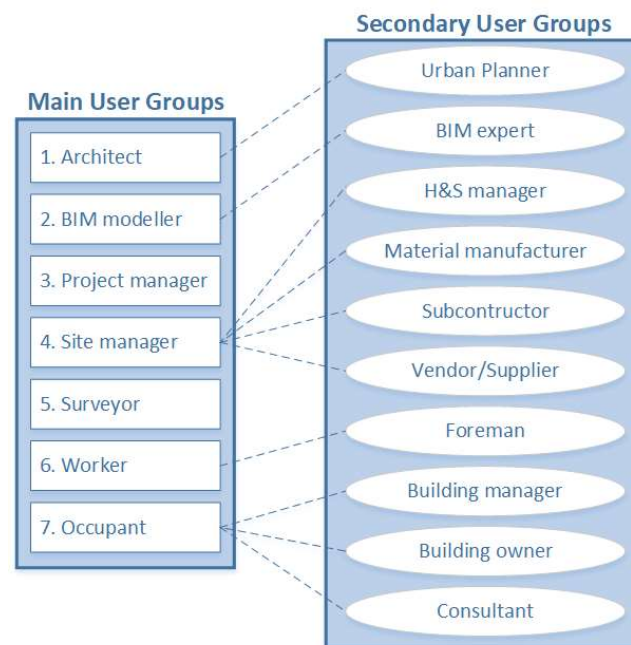 Secondary User Groups
Main User Groups
1. Architect
2. BIM modeller
3. Project manager
4. Site manager
5. Surveyor
6. Worker
7. Occupant
Urban Planner
BIM expert
H&S manager
Material manufacturer
Subcontructor
Vendor/Supplier
Foreman
Building manager
Building owner
Consultant